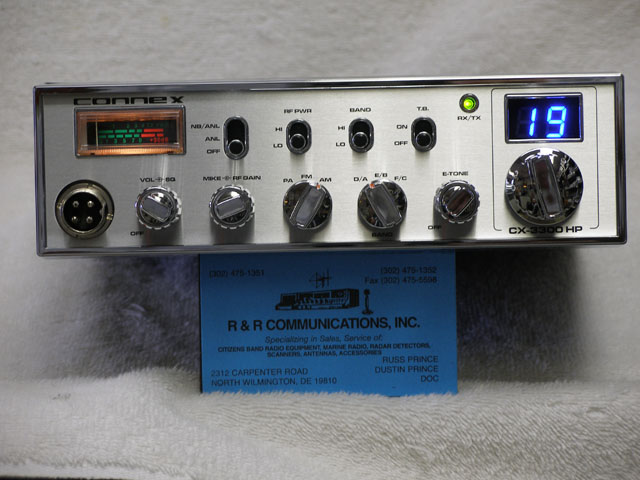 connex
NB/ANL
ANL
OFF
RF PWR
HI
LO
BAND
HI
LO
T.B.
ON
OFF
RX/TX
19
VOL SQ
OFF
MIKE RF GAIN
PA FM AM
D/A E/B F/C
BAND
E-TONE
OFF
CX-3300 HP
(302) 475-1351
(302) 475-1352
Fax (302) 475-5598
R & R COMMUNICATIONS, INC.
Specializing in Sales, Service of:
CITIZENS BAND RADIO EQUIPMENT, MARINE RADIO, RADAR DETECTORS,
SCANNERS, ANTENNAS, ACCESSORIES
2312 CARPENTER ROAD
NORTH WILMINGTON, DE 19810
RUSS PRINCE
DUSTIN PRINCE
DOC